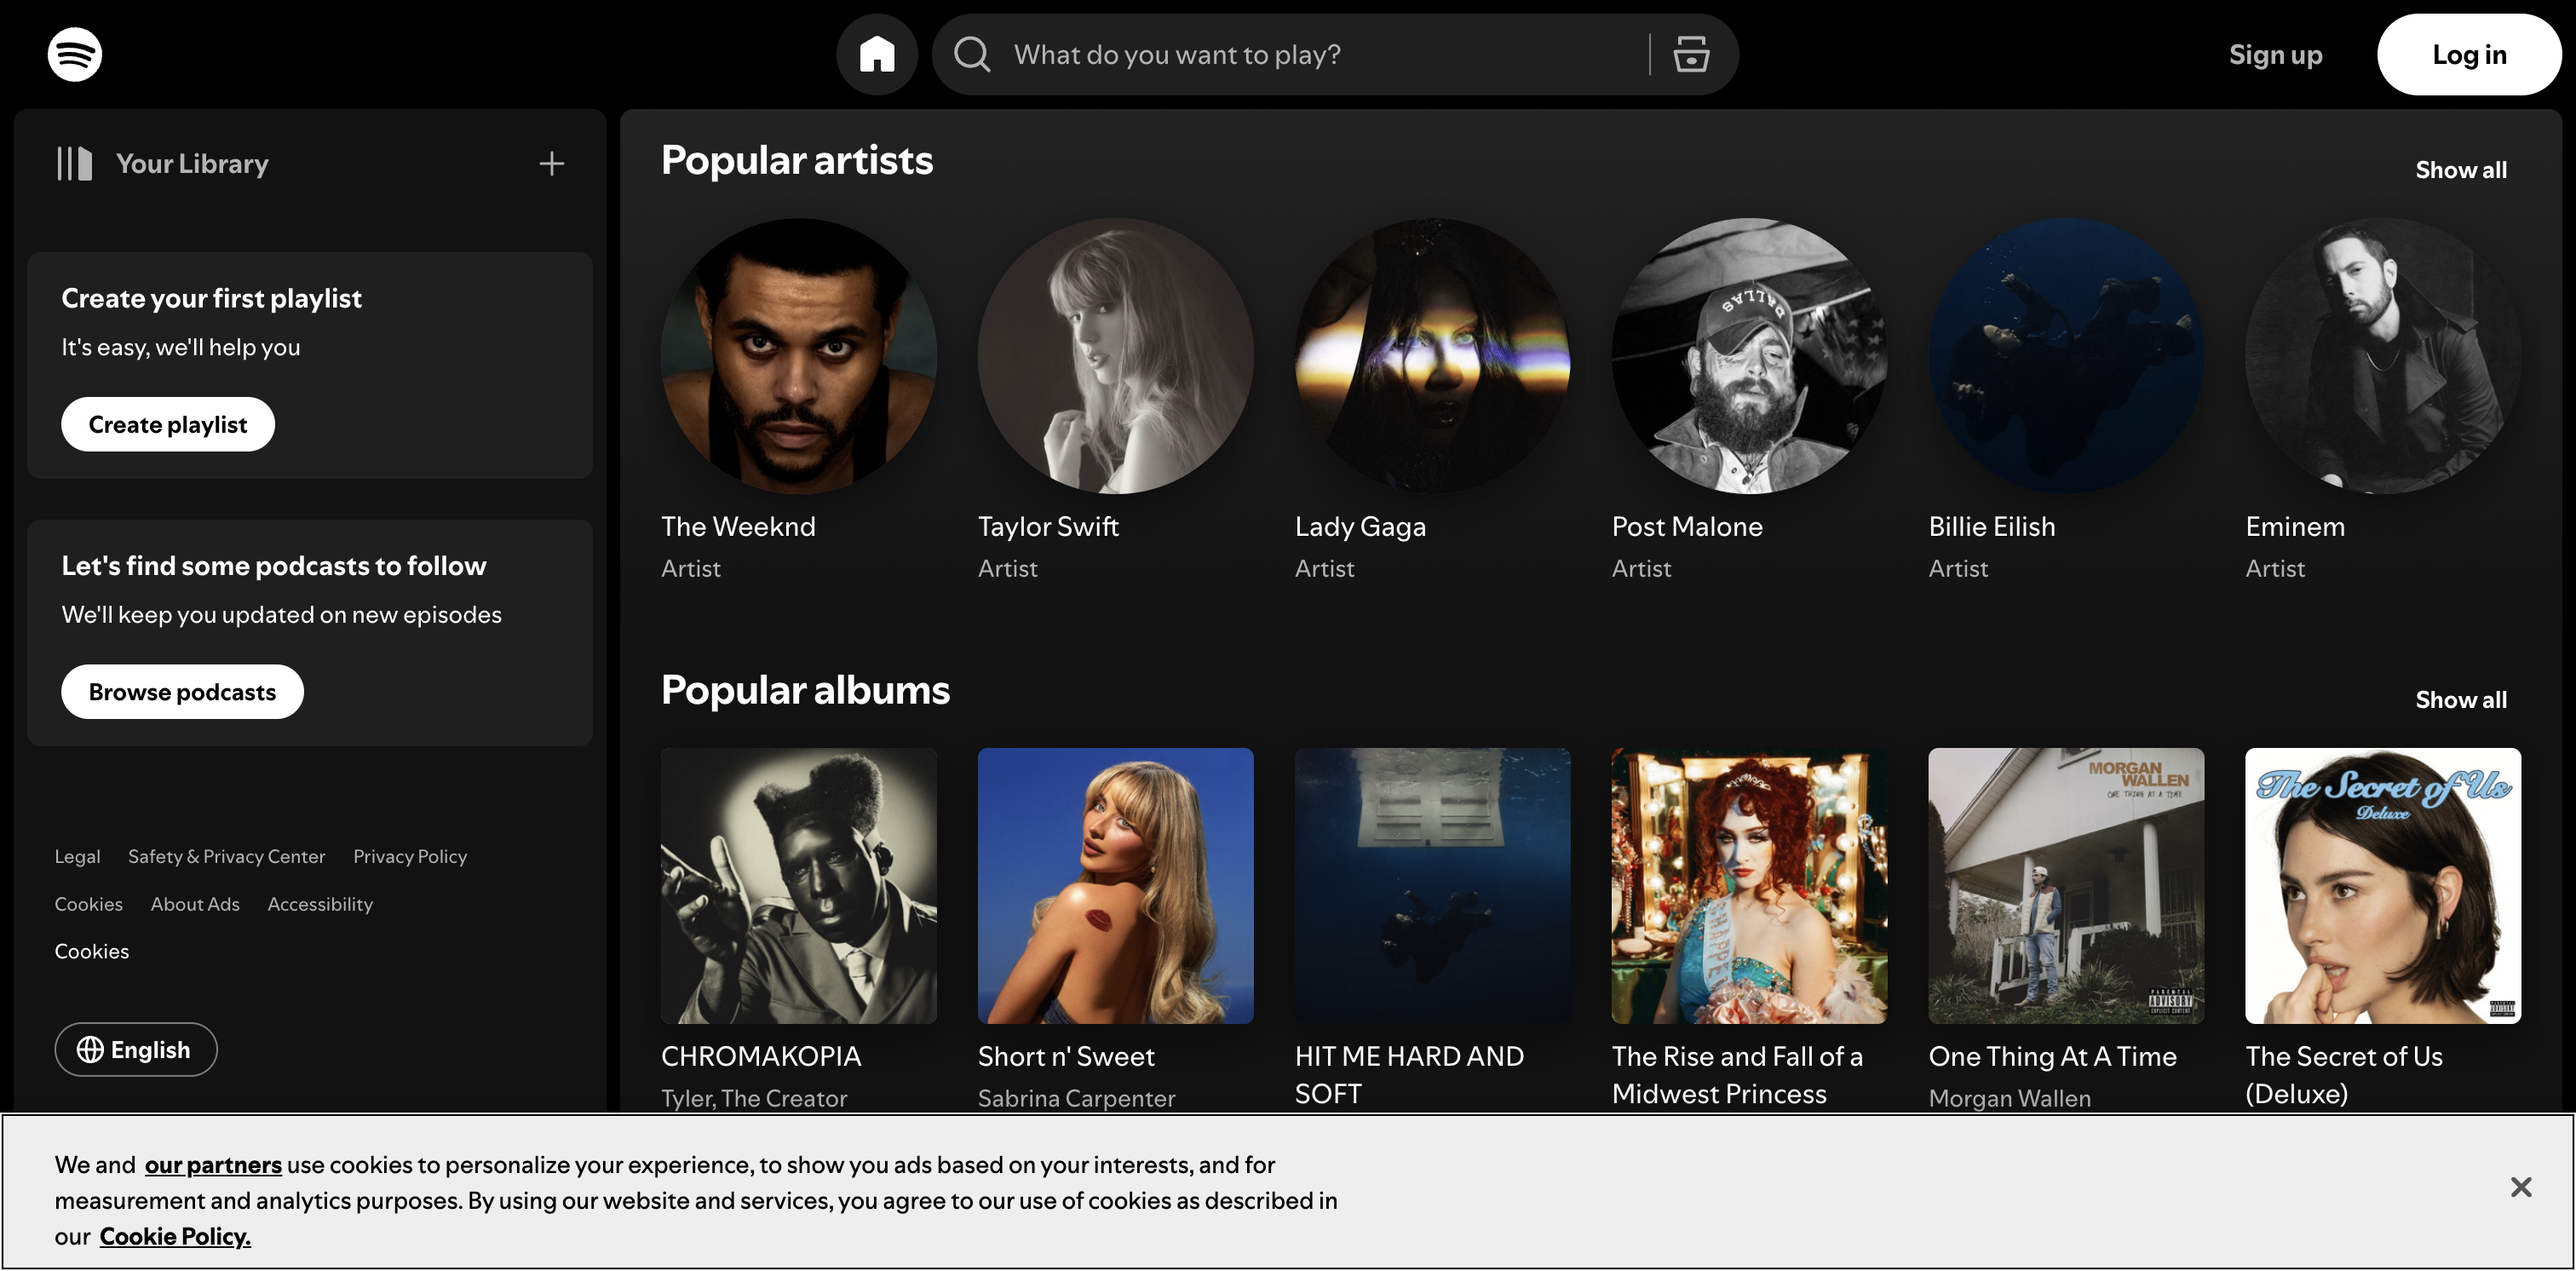 What do you want to play?
Sign up
Log in
Your Library
Create your first playlist
It's easy, we'll help you
Create playlist
Let's find some podcasts to follow
We'll keep you updated on new episodes
Browse podcasts
Legal Safety & Privacy Center Privacy Policy
Cookies About Ads Accessibility
Cookies
English
Popular artists
Show all
DALLAS
The Weeknd
Artist
Taylor Swift
Artist
Lady Gaga
Artist
Post Malone
Artist
Billie Eilish
Artist
Eminem
Artist
Popular albums
Show all
MORGAN
WALLEN
ONE THING AT A TIME
PARENTAL
ADVISORY
EXPLICIT CONTENT
The Secret of Us
Deluxe
CHROMAKOPIA
Tyler, The Creator
Short n' Sweet
Sabrina Carpenter
HIT ME HARD AND
SOFT
The Rise and Fall of a
Midwest Princess
One Thing At A Time
Morgan Wallen
The Secret of Us
(Deluxe)
We and our partners use cookies to personalize your experience, to show you ads based on your interests, and for
measurement and analytics purposes. By using our website and services, you agree to our use of cookies as described in
our Cookie Policy.